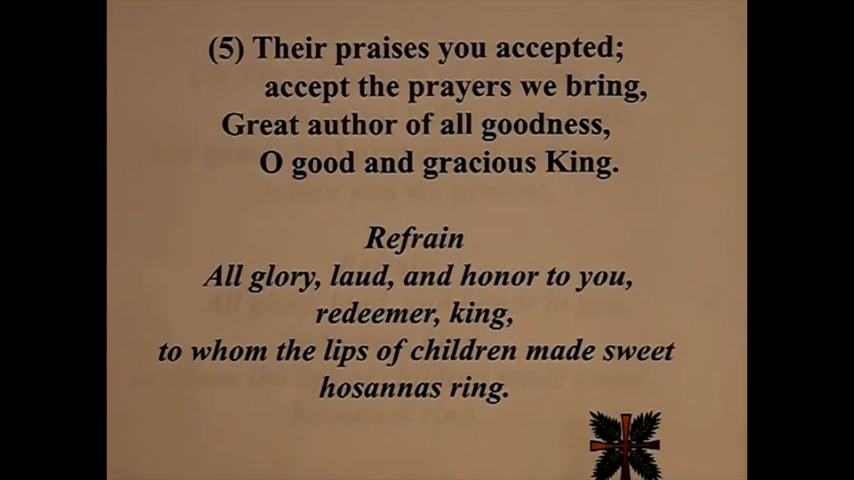 (5) Their praises you accepted;
accept the prayers we bring,
Great author of all goodness,
O good and gracious King.
Refrain
All glory, laud, and honor to you,
redeemer, king,
to whom the lips of children made sweet
hosannas ring.